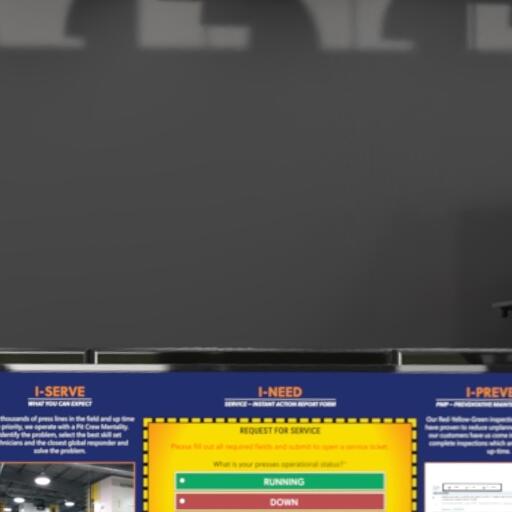 I-SERVE
WHAT YOU CAN EXPECT
thousands of press lines in the field and up time
priority, we operate with a Pit Crew Mentality.
identify the problem, select the best skill set
hnicians and the closest global responder and
solve the problem.
I-NEED
SERVICE – INSTANT ACTION REPORT FORM
REQUEST FOR SERVICE
Please fill out all required fields and submit to open a service ticket.
What is your presses operational status?*
RUNNING
DOWN
I-PREVE
Our Red-Yellow-Green inspecti
have proven to reduce unplann
our customers have us come
complete inspections which
up-time.